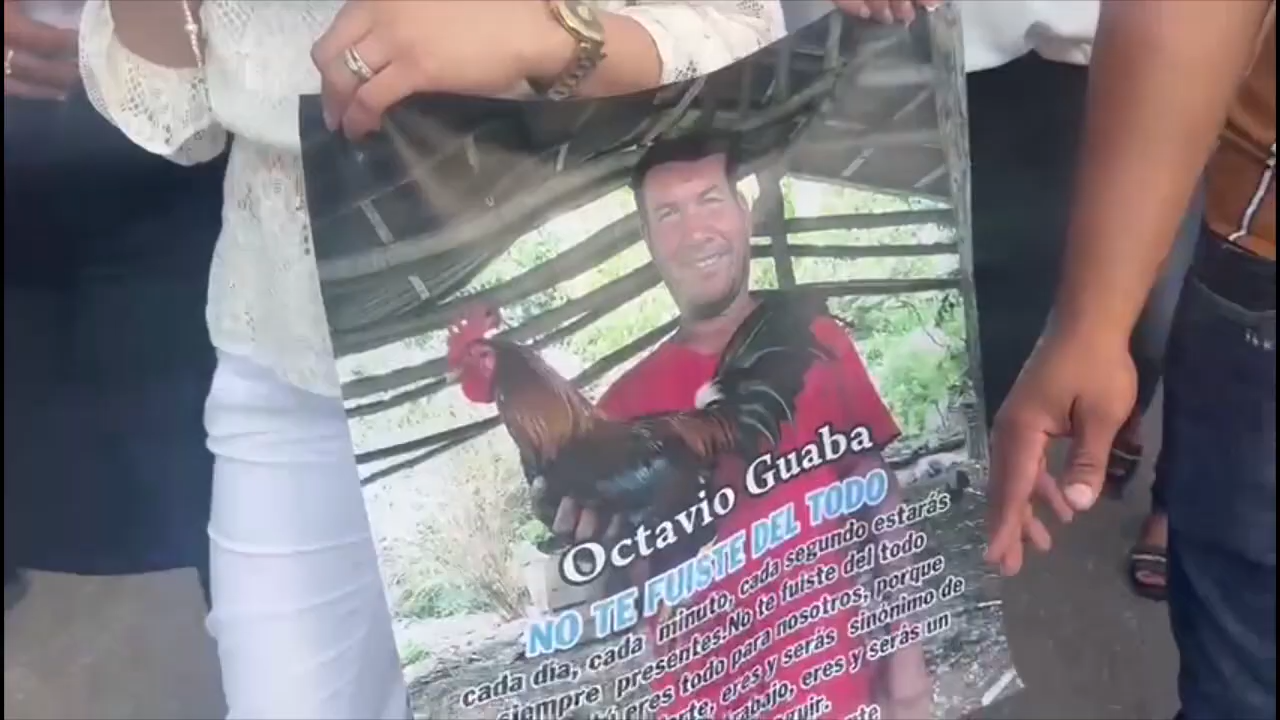 Octavio Guaba
NO TE FUISTE DEL TODO
cada día, cada minuto, cada segundo estarás
siempre presentes.No te fuiste del todo
eres todo para nosotros, porque
eres y serás sinónimo de
trabajo, eres y serás un